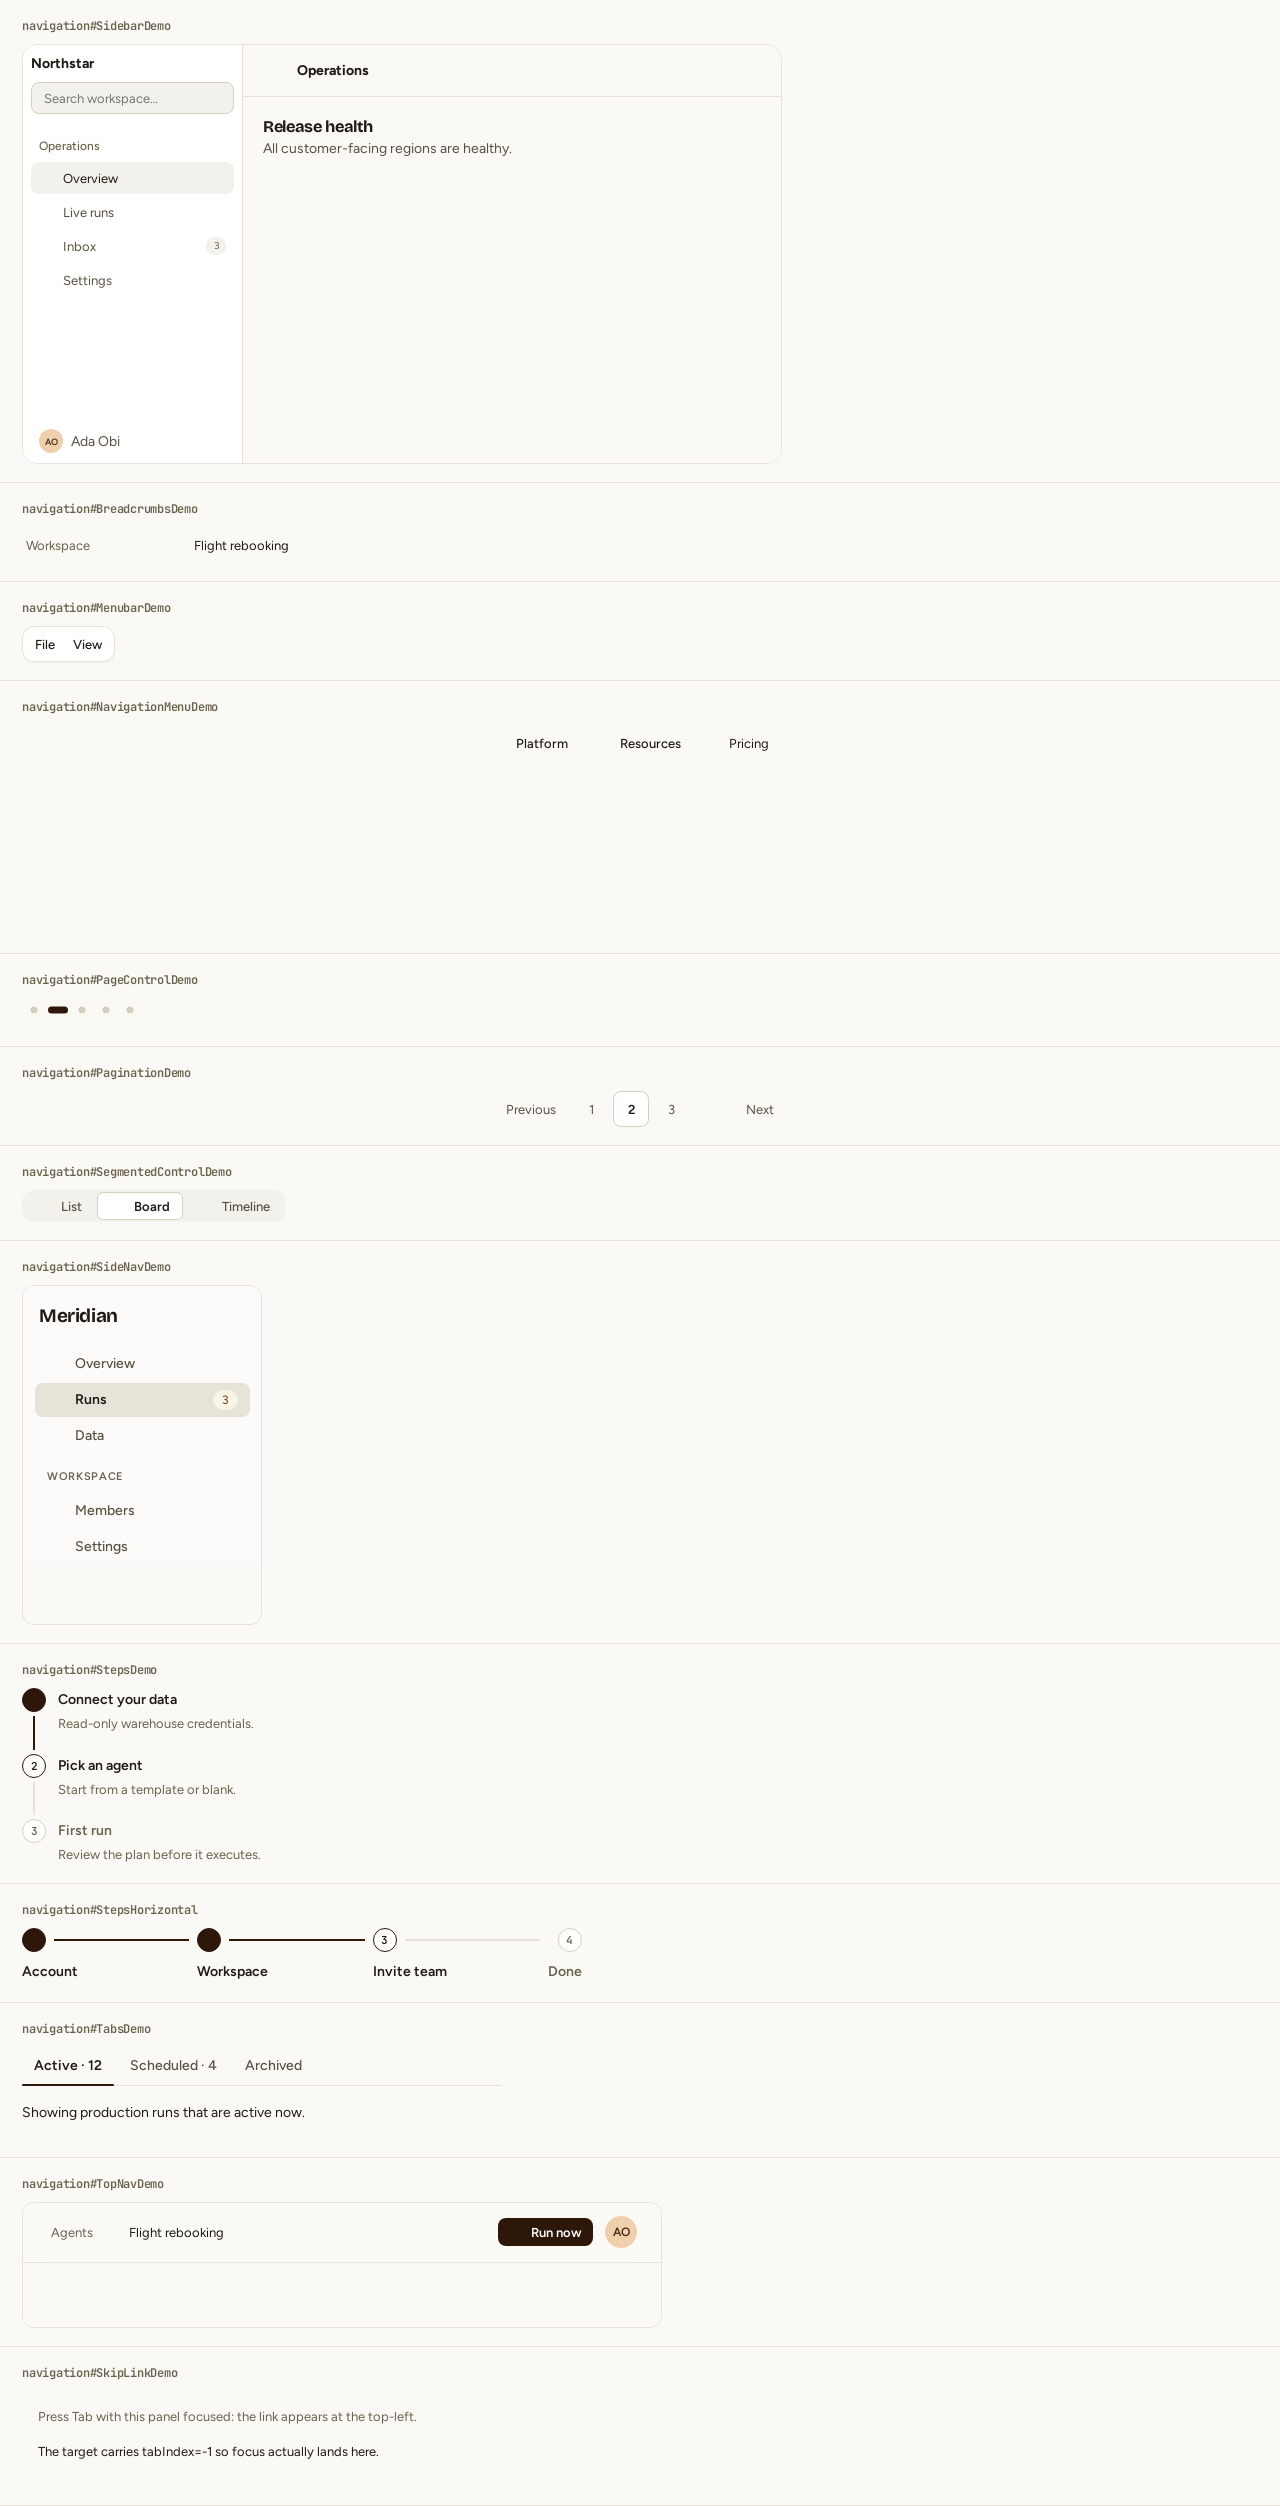 navigation#SidebarDemo
Northstar
Operations
Search workspace...
Release health
All customer-facing regions are healthy.
Operations
Overview
Live runs
Inbox 3
Settings
AO Ada Obi
navigation#BreadcrumbsDemo
Workspace Flight rebooking
navigation#MenubarDemo
File View
navigation#NavigationMenuDemo
Platform Resources Pricing
navigation#PageControlDemo
navigation#PaginationDemo
Previous 1 2 3 Next
navigation#SegmentedControlDemo
List Board Timeline
navigation#SideNavDemo
Meridian
Overview
Runs 3
Data
WORKSPACE
Members
Settings
navigation#StepsDemo
Connect your data
Read-only warehouse credentials.
2 Pick an agent
Start from a template or blank.
3 First run
Review the plan before it executes.
navigation#StepsHorizontal
3 4
Account Workspace Invite team Done
navigation#TabsDemo
Active · 12 Scheduled · 4 Archived
Showing production runs that are active now.
navigation#TopNavDemo
Agents Flight rebooking Run now AO
navigation#SkipLinkDemo
Press Tab with this panel focused: the link appears at the top-left.
The target carries tabIndex=-1 so focus actually lands here.